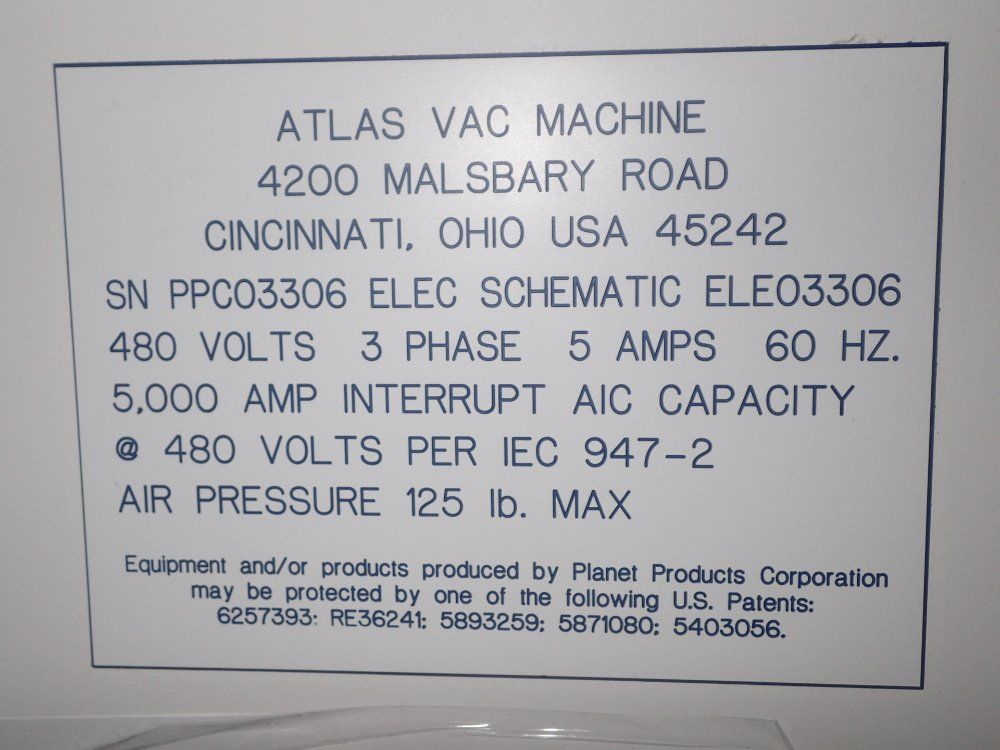 ATLAS VAC MACHINE
4200 MALSBARY ROAD
CINCINNATI, OHIO USA 45242
SN PPC03306 ELEC SCHEMATIC ELE03306
480 VOLTS 3 PHASE 5 AMPS 60 HZ.
5,000 AMP INTERRUPT AIC CAPACITY
@ 480 VOLTS PER IEC 947-2
AIR PRESSURE 125 lb. MAX
Equipment and/or products produced by Planet Products Corporation
may be protected by one of the following U.S. Patents:
6257393; RE36241; 5893259; 5871080; 5403056.